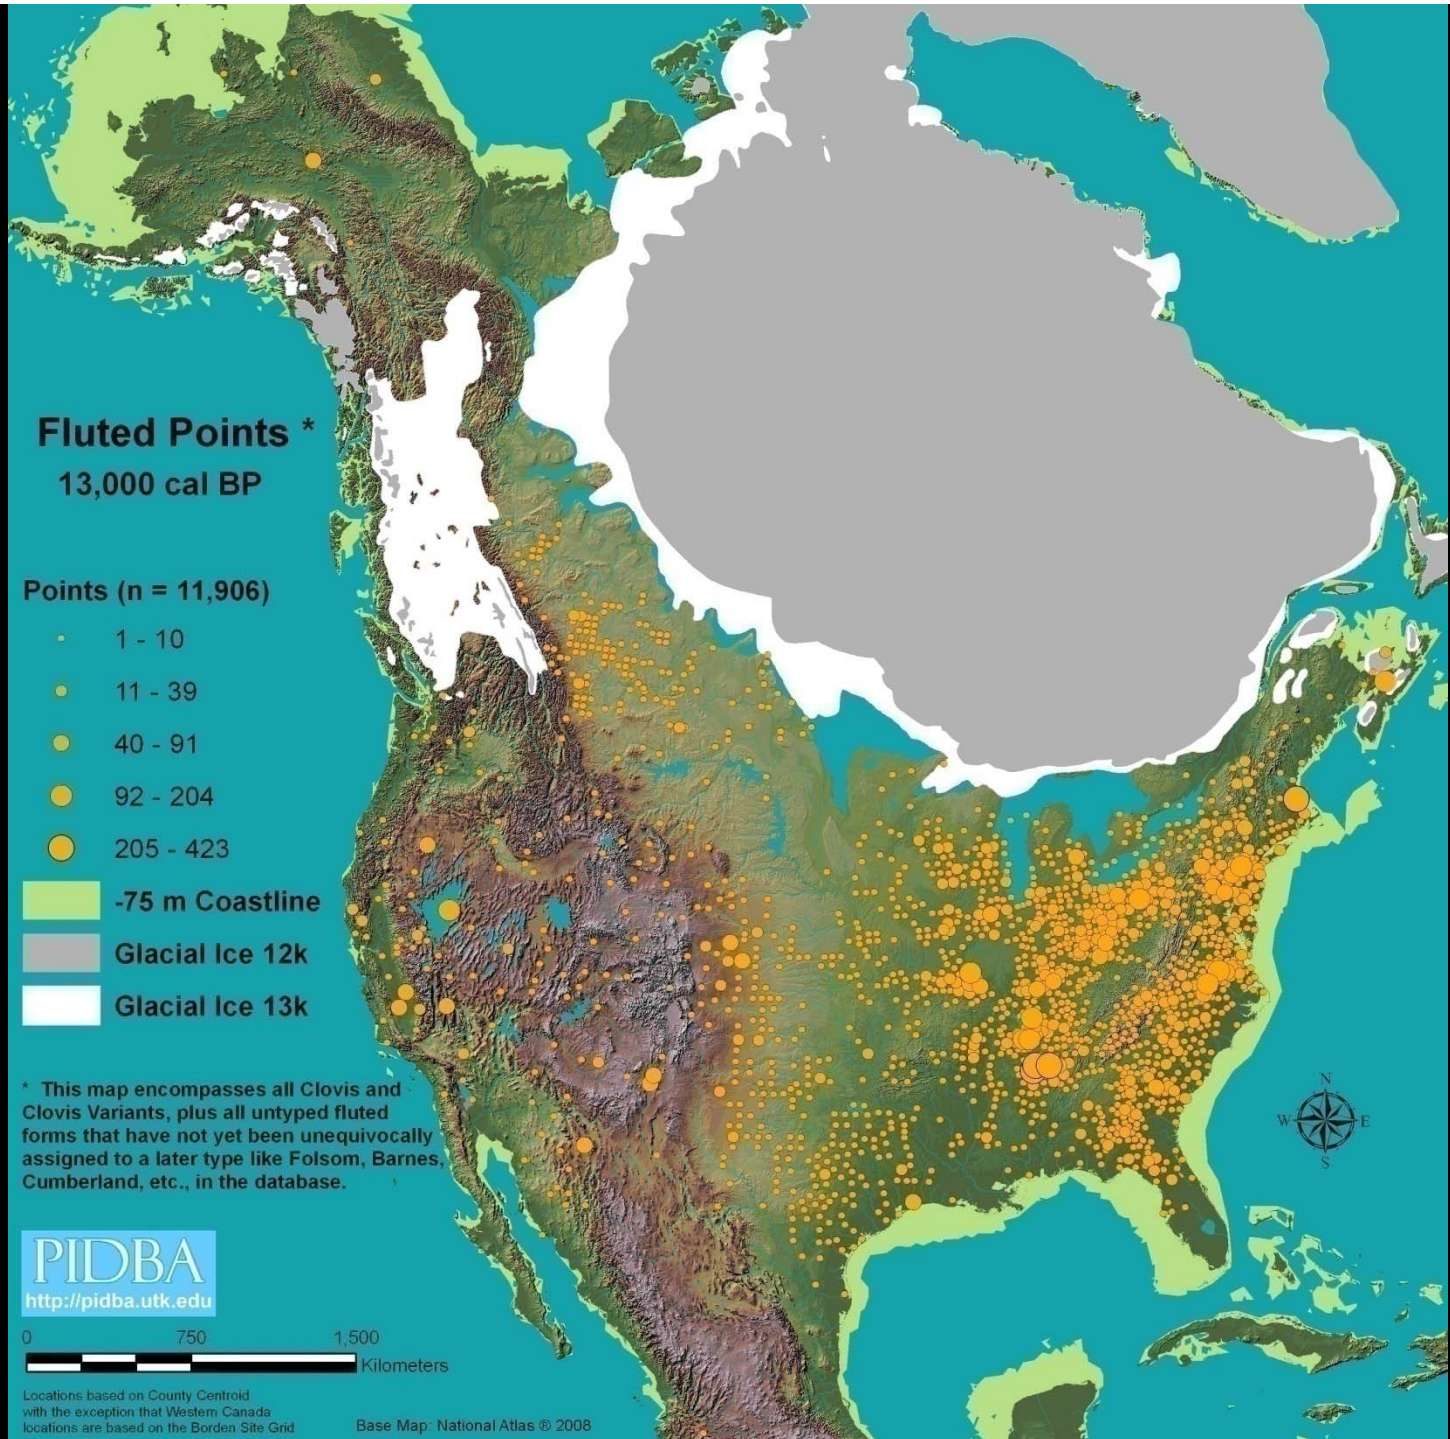 Fluted Points *
13,000 cal BP
Points (n = 11,906)
1 - 10
11 - 39
40 - 91
92 - 204
205 - 423
-75 m Coastline
Glacial Ice 12k
Glacial Ice 13k
* This map encompasses all Clovis and
Clovis Variants, plus all untyped fluted
forms that have not yet been unequivocally
assigned to a later type like Folsom, Barnes,
Cumberland, etc., in the database.
N
W E
S
PIDBA
http://pidba.utk.edu
0 750 1,500
Kilometers
Locations based on County Centroid
with the exception that Western Canada
locations are based on the Borden Site Grid
Base Map: National Atlas ® 2008